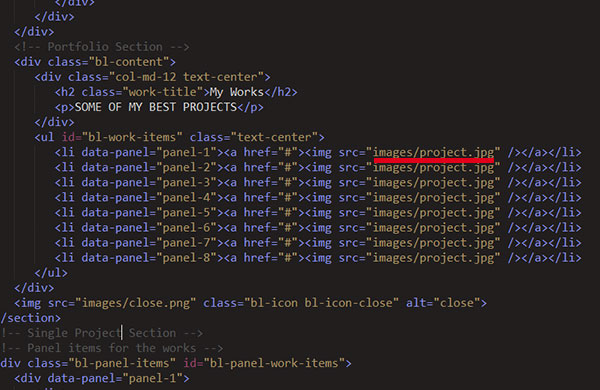 </div>
</div>
</div>
<!-- Portfolio Section -->
<div class="bl-content">
<div class="col-md-12 text-center">
<h2 class="work-title">My Works</h2>
<p>SOME OF MY BEST PROJECTS</p>
</div>
<ul id="bl-work-items" class="text-center">
<li data-panel="panel-1"><a href="#"><img src="images/project.jpg" /></a></li>
<li data-panel="panel-2"><a href="#"><img src="images/project.jpg" /></a></li>
<li data-panel="panel-3"><a href="#"><img src="images/project.jpg" /></a></li>
<li data-panel="panel-4"><a href="#"><img src="images/project.jpg" /></a></li>
<li data-panel="panel-5"><a href="#"><img src="images/project.jpg" /></a></li>
<li data-panel="panel-6"><a href="#"><img src="images/project.jpg" /></a></li>
<li data-panel="panel-7"><a href="#"><img src="images/project.jpg" /></a></li>
<li data-panel="panel-8"><a href="#"><img src="images/project.jpg" /></a></li>
</ul>
</div>
<img src="images/close.png" class="bl-icon bl-icon-close" alt="close">
/section>
!-- Single Project Section -->
!-- Panel items for the works -->
div class="bl-panel-items" id="bl-panel-work-items">
<div data-panel="panel-1">